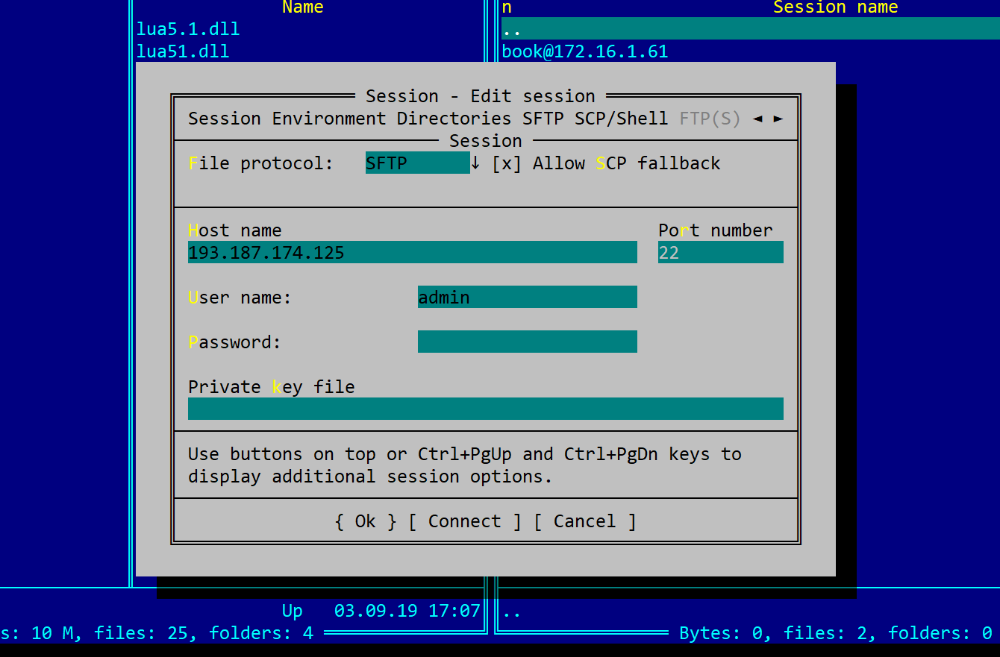 Name
n Session name
lua5.1.dll
..
lua51.dll
book@172.16.1.61
Session - Edit session
Session Environment Directories SFTP SCP/Shell FTP(S) ◄ ►
Session
File protocol: SFTP ↓ [x] Allow SCP fallback
Host name Port number
193.187.174.125 22
User name: admin
Password:
Private key file
Use buttons on top or Ctrl+PgUp and Ctrl+PgDn keys to
display additional session options.
{ Ok } [ Connect ] [ Cancel ]
Up 03.09.19 17:07
..
s: 10 M, files: 25, folders: 4
Bytes: 0, files: 2, folders: 0